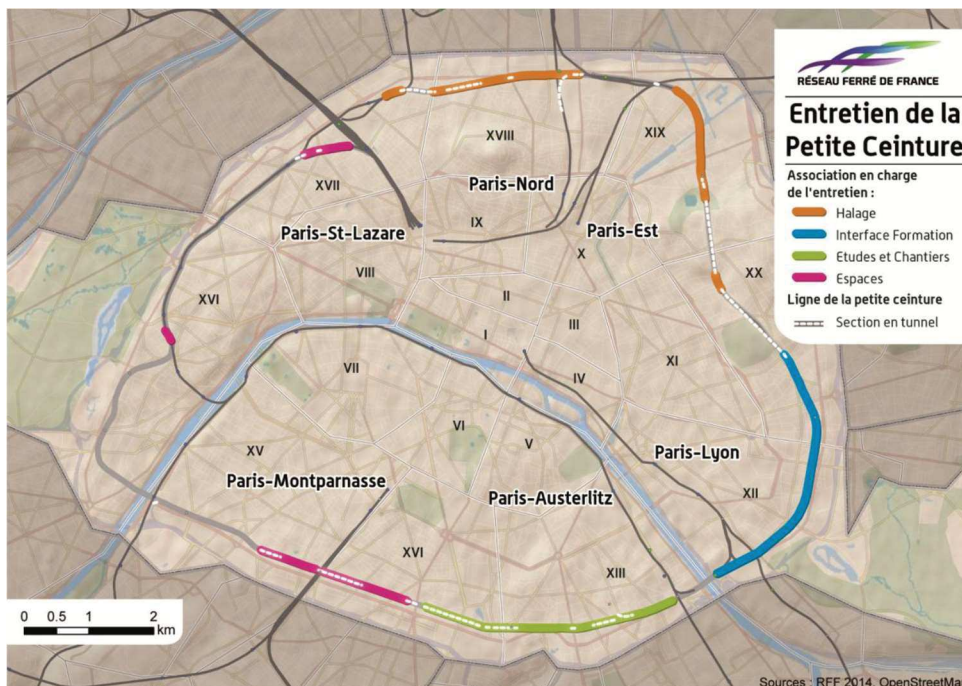 RÉSEAU FERRÉ DE FRANCE
Entretien de la
Petite Ceinture
Association en charge
de l'entretien :
Halage
Interface Formation
Etudes et Chantiers
Espaces
Ligne de la petite ceinture
Section en tunnel
XVIII
XIX
XVII
Paris-Nord
IX
Paris-St-Lazare
Paris-Est
X
VIII
XX
XVI
II
I
III
VII
XI
IV
VI
V
XV
Paris-Lyon
Paris-Montparnasse
Paris-Austerlitz
XII
XVI
XIII
0 0.5 1 2
km
Sources : RFF 2014, OpenStreetMa